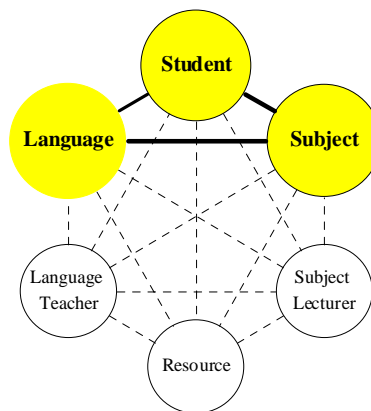 Student
Language
Subject
Language
Teacher
Subject
Lecturer
Resource